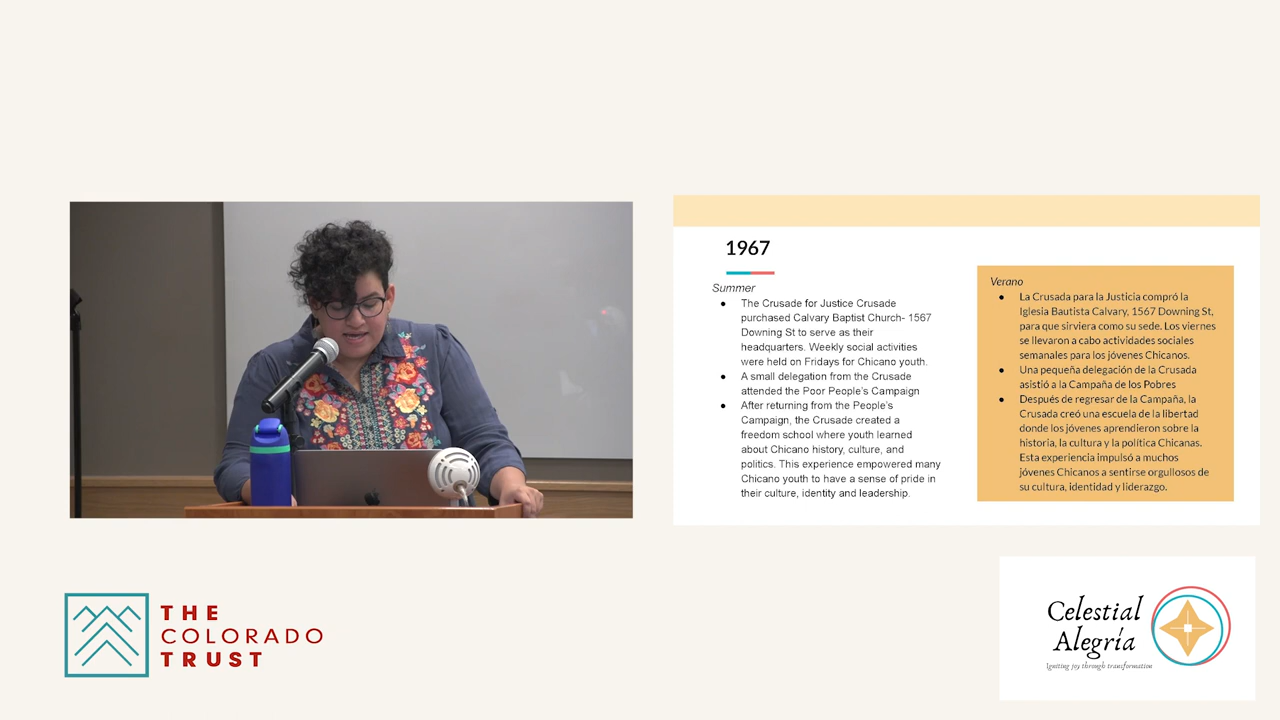 1967
Summer
● The Crusade for Justice Crusade
purchased Calvary Baptist Church- 1567
Downing St to serve as their
headquarters. Weekly social activities
were held on Fridays for Chicano youth.
● A small delegation from the Crusade
attended the Poor People's Campaign
● After returning from the People's
Campaign, the Crusade created a
freedom school where youth learned
about Chicano history, culture, and
politics. This experience empowered many
Chicano youth to have a sense of pride in
their culture, identity and leadership.
Verano
● La Crusada para la Justicia compró la
Iglesia Bautista Calvary, 1567 Downing St,
para que sirviera como su sede. Los viernes
se llevaron a cabo actividades sociales
semanales para los jóvenes Chicanos.
● Una pequeña delegación de la Crusada
asistió a la Campaña de los Pobres
● Después de regresar de la Campaña, la
Crusada creó una escuela de la libertad
donde los jóvenes aprendieron sobre la
historia, la cultura y la política Chicanas.
Esta experiencia impulsó a muchos
jóvenes Chicanos a sentirse orgullosos de
su cultura, identidad y liderazgo.
THE
COLORADO
TRUST
Celestial
Alegría
Igniting joy through transformation